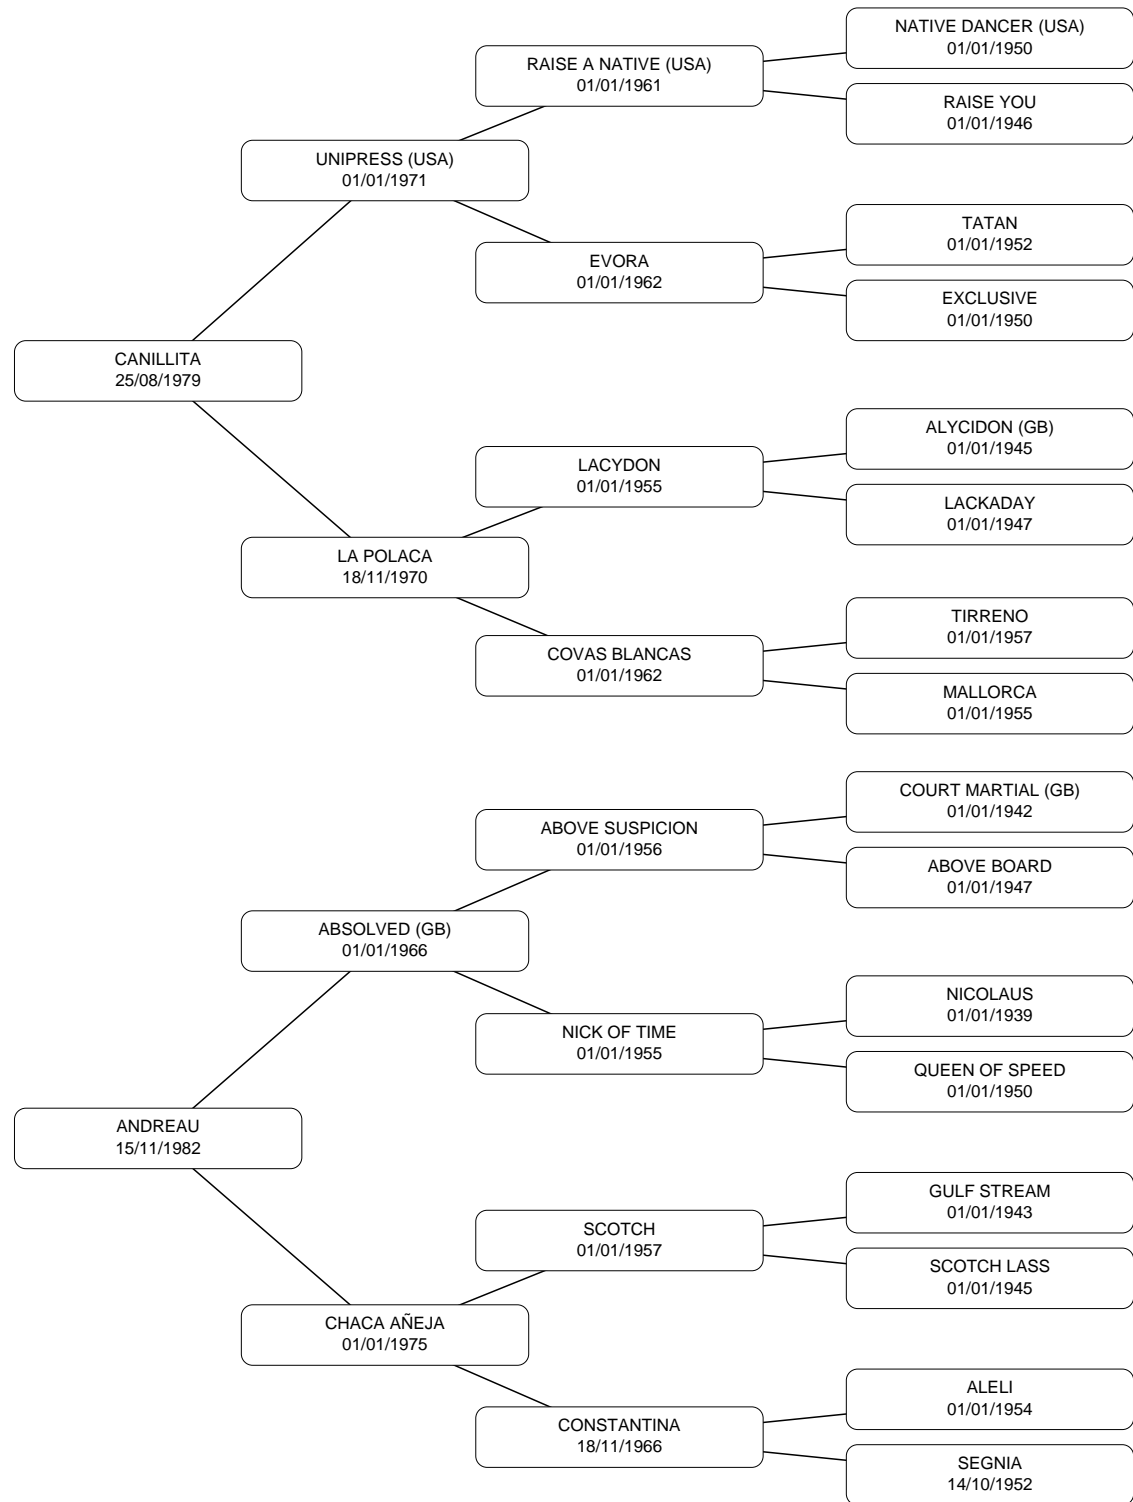 NATIVE DANCER (USA)
01/01/1950
RAISE A NATIVE (USA)
01/01/1961
RAISE YOU
01/01/1946
UNIPRESS (USA)
01/01/1971
TATAN
01/01/1952
EVORA
01/01/1962
EXCLUSIVE
01/01/1950
CANILLITA
25/08/1979
ALYCIDON (GB)
01/01/1945
LACYDON
01/01/1955
LACKADAY
01/01/1947
LA POLACA
18/11/1970
TIRRENO
01/01/1957
COVAS BLANCAS
01/01/1962
MALLORCA
01/01/1955
COURT MARTIAL (GB)
01/01/1942
ABOVE SUSPICION
01/01/1956
ABOVE BOARD
01/01/1947
ABSOLVED (GB)
01/01/1966
NICOLAUS
01/01/1939
NICK OF TIME
01/01/1955
QUEEN OF SPEED
01/01/1950
ANDREAU
15/11/1982
GULF STREAM
01/01/1943
SCOTCH
01/01/1957
SCOTCH LASS
01/01/1945
CHACA AÑEJA
01/01/1975
ALELI
01/01/1954
CONSTANTINA
18/11/1966
SEGNIA
14/10/1952